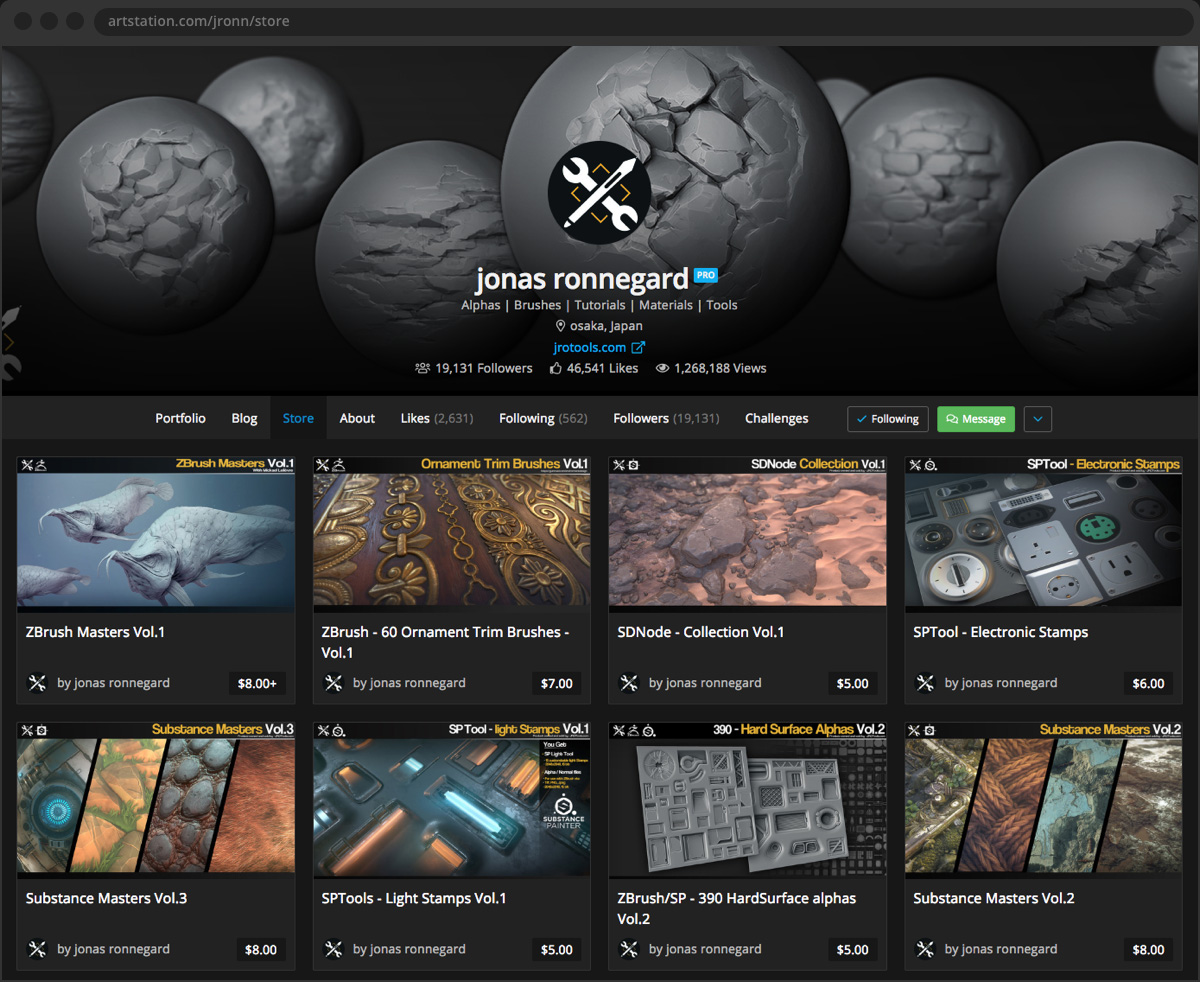 artstation.com/jronn/store
jonas ronnegard PRO
Alphas | Brushes | Tutorials | Materials | Tools
osaka, Japan
jrotools.com
19,131 Followers 46,541 Likes 1,268,188 Views
Portfolio Blog Store About Likes (2,631) Following (562) Followers (19,131) Challenges Following Message
ZBrush Masters Vol.1
With Michael Lefebvre
Ornament Trim Brushes Vol.1
SDNode Collection Vol.1
SPTool - Electronic Stamps
ZBrush Masters Vol.1
ZBrush - 60 Ornament Trim Brushes -
Vol.1
SDNode - Collection Vol.1
SPTool - Electronic Stamps
by jonas ronnegard $8.00+
by jonas ronnegard $7.00
by jonas ronnegard $5.00
by jonas ronnegard $6.00
Substance Masters Vol.3
SPTool - light Stamps Vol.1
You Get:
SUBSTANCE
PAINTER
390 - Hard Surface Alphas Vol.2
Substance Masters Vol.2
Substance Masters Vol.3
SPTools - Light Stamps Vol.1
ZBrush/SP - 390 HardSurface alphas
Vol.2
Substance Masters Vol.2
by jonas ronnegard $8.00
by jonas ronnegard $5.00
by jonas ronnegard $5.00
by jonas ronnegard $8.00